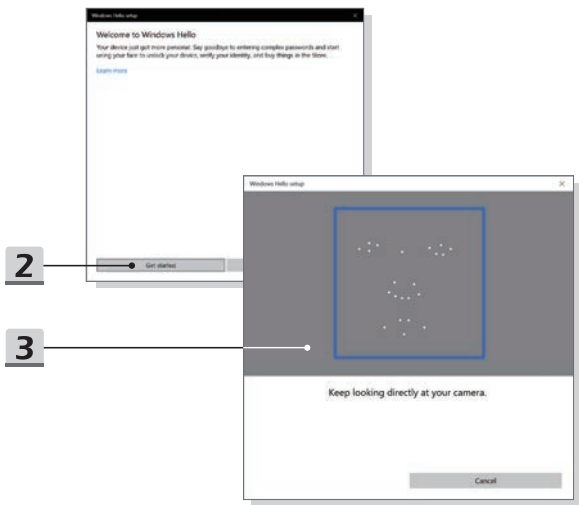 Windows Hello setup
Welcome to Windows Hello
Your device just got more personal. Say goodbye to entering complex passwords and start
using your face to unlock your device, verify your identity, and buy things in the Store.
Learn more
2
Get started
Windows Hello setup
3
Keep looking directly at your camera.
Cancel